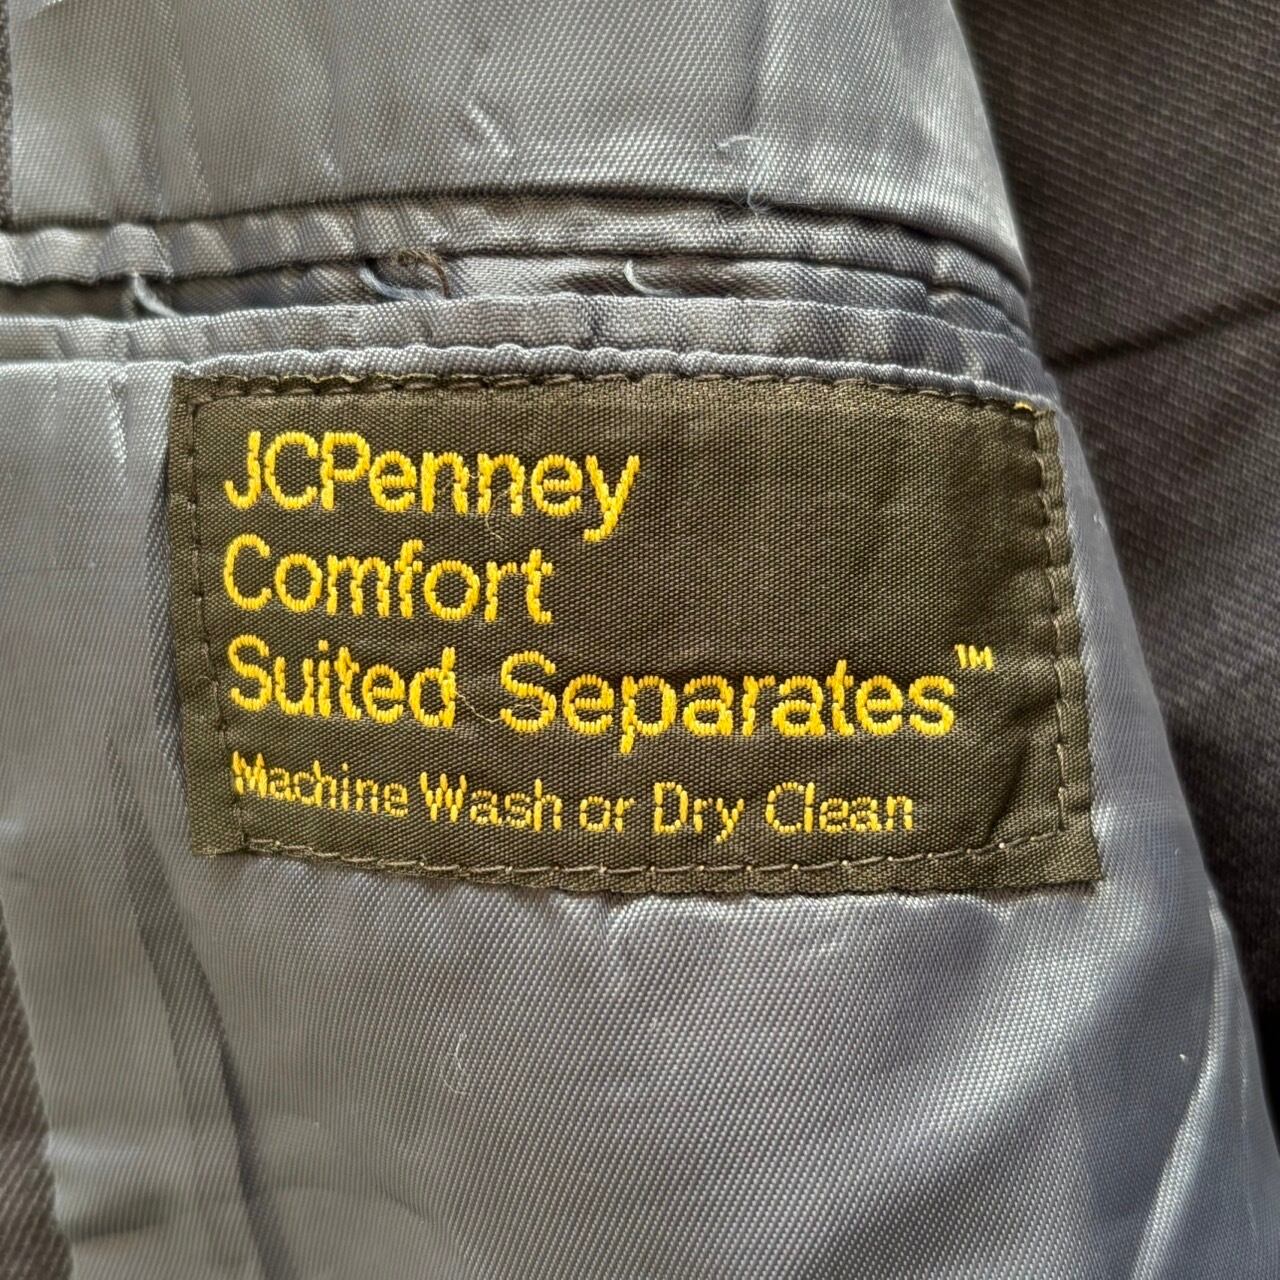 JCPenney
Comfort
Suited Separates™
Machine Wash or Dry Clean